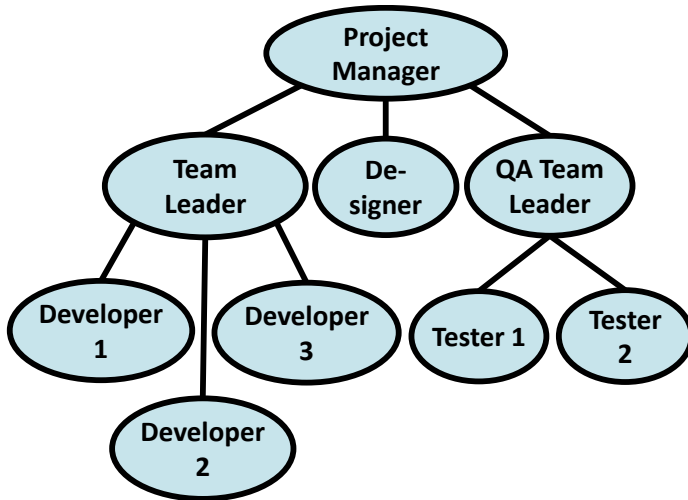 Project
Manager
Team
Leader
De-
signer
QA Team
Leader
Developer
1
Developer
3
Tester 1
Tester
2
Developer
2